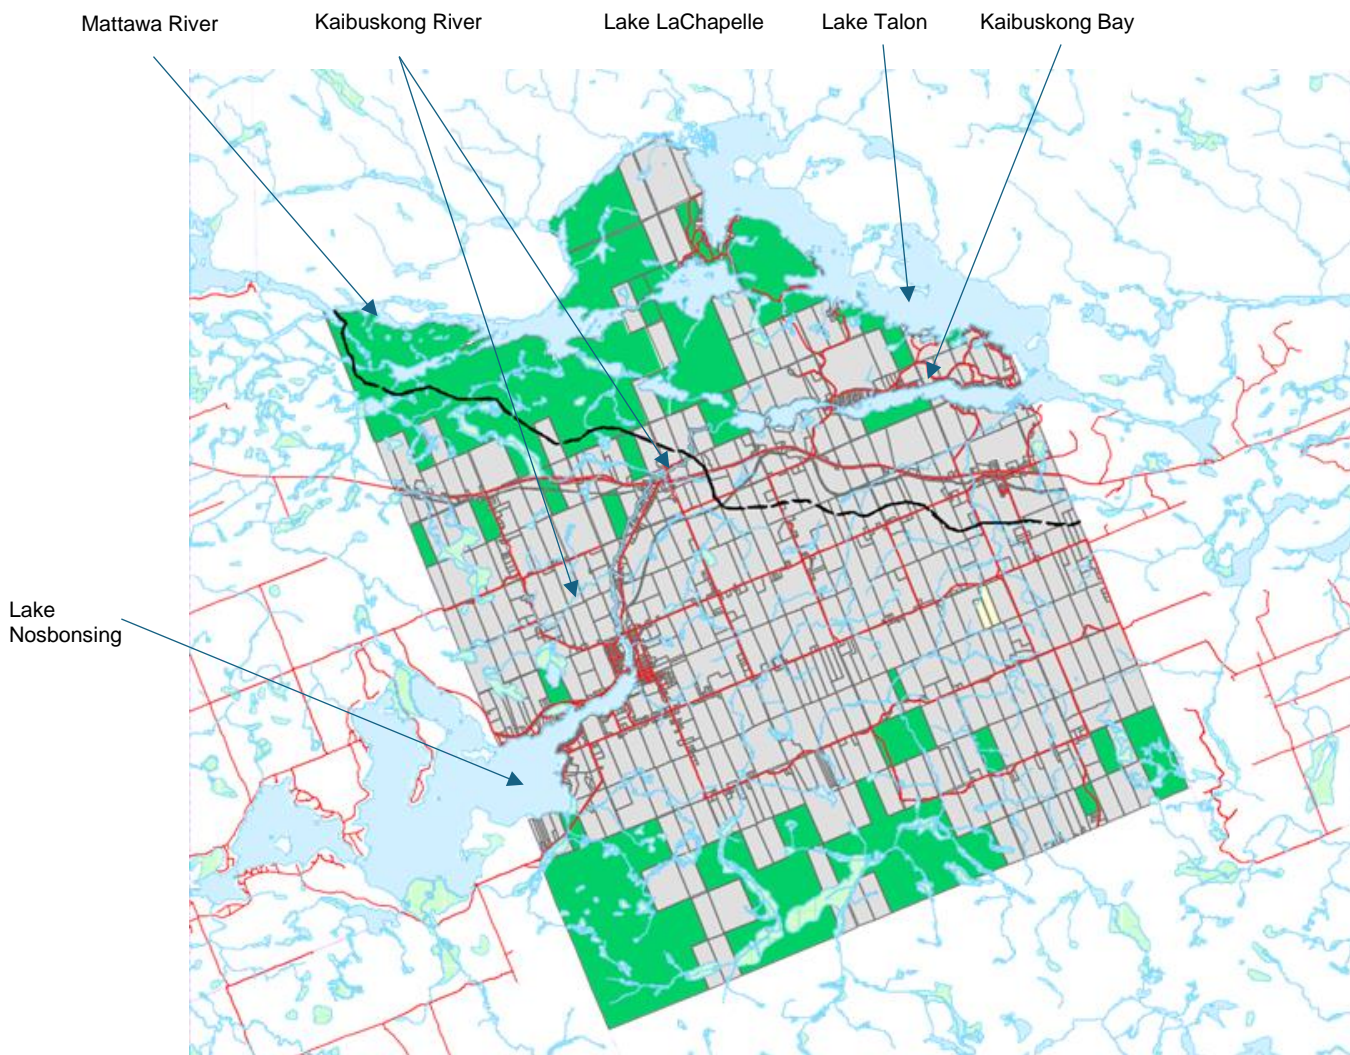 Mattawa River
Kaibuskong River
Lake LaChapelle
Lake Talon
Kaibuskong Bay
Lake
Nosbonsing